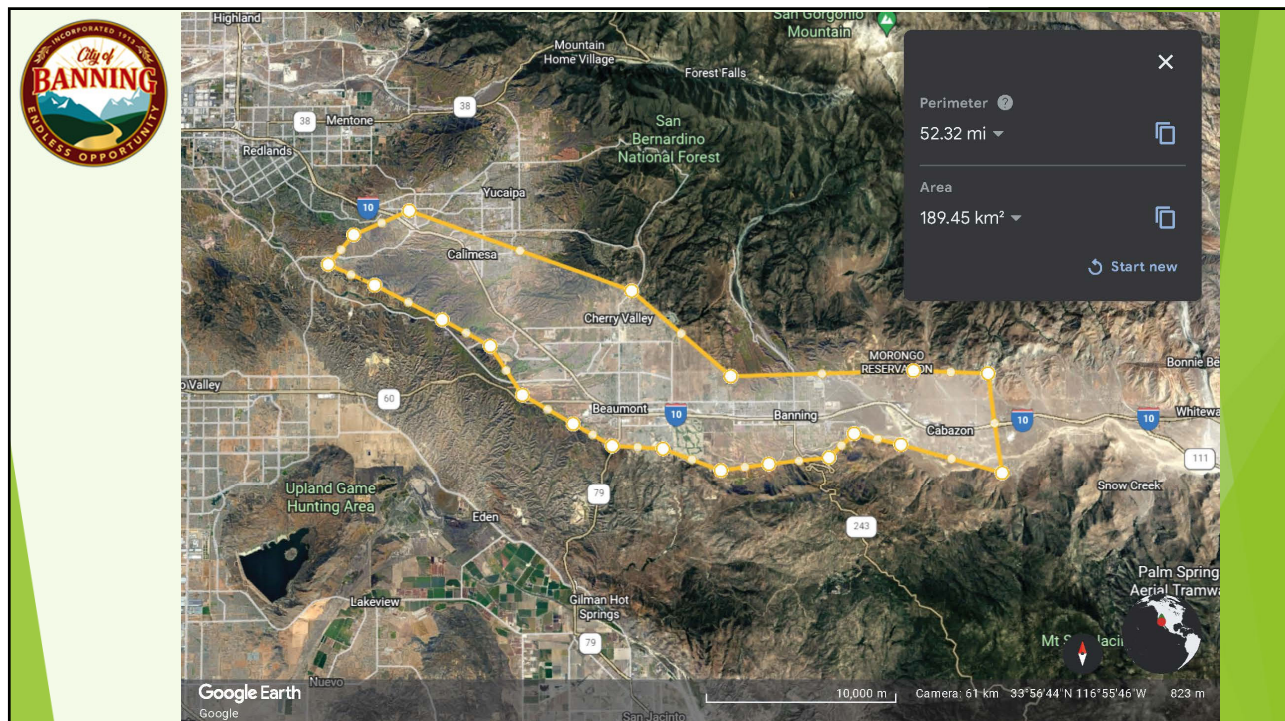 INCORPORATED 1913
City of
BANNING
ENDLESS OPPORTUNITY
Highland
San Gorgonio
Mountain
Mountain
Home Village
Forest Falls
38
38
Mentone
San
Bernardino
National Forest
Redlands
Yucaipa
10
Calimesa
Cherry Valley
MORONGO
RESERVATION
Bonnie Be
o Valley
60
Beaumont
10
Banning
Cabazon
10
10
Whitewa
111
Snow Creek
Upland Game
Hunting Area
79
Eden
243
Palm Spring
Aerial Tramwa
Lakeview
Gilman Hot
Springs
79
Nuevo
San Jacinto
Perimeter ?
52.32 mi
Area
189.45 km²
Start new
Google Earth
Google
10,000 m
Camera: 61 km 33°56'44"N 116°55'46"W 823 m